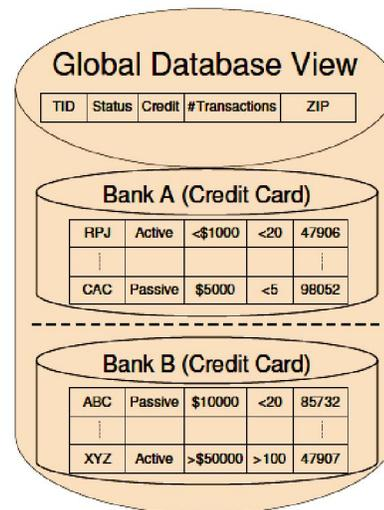 Global Database View
TID Status Credit #Transactions ZIP
Bank A (Credit Card)
RPJ Active <$1000 <20 47906
CAC Passive $5000 <5 98052
Bank B (Credit Card)
ABC Passive $10000 <20 85732
XYZ Active >$50000 >100 47907